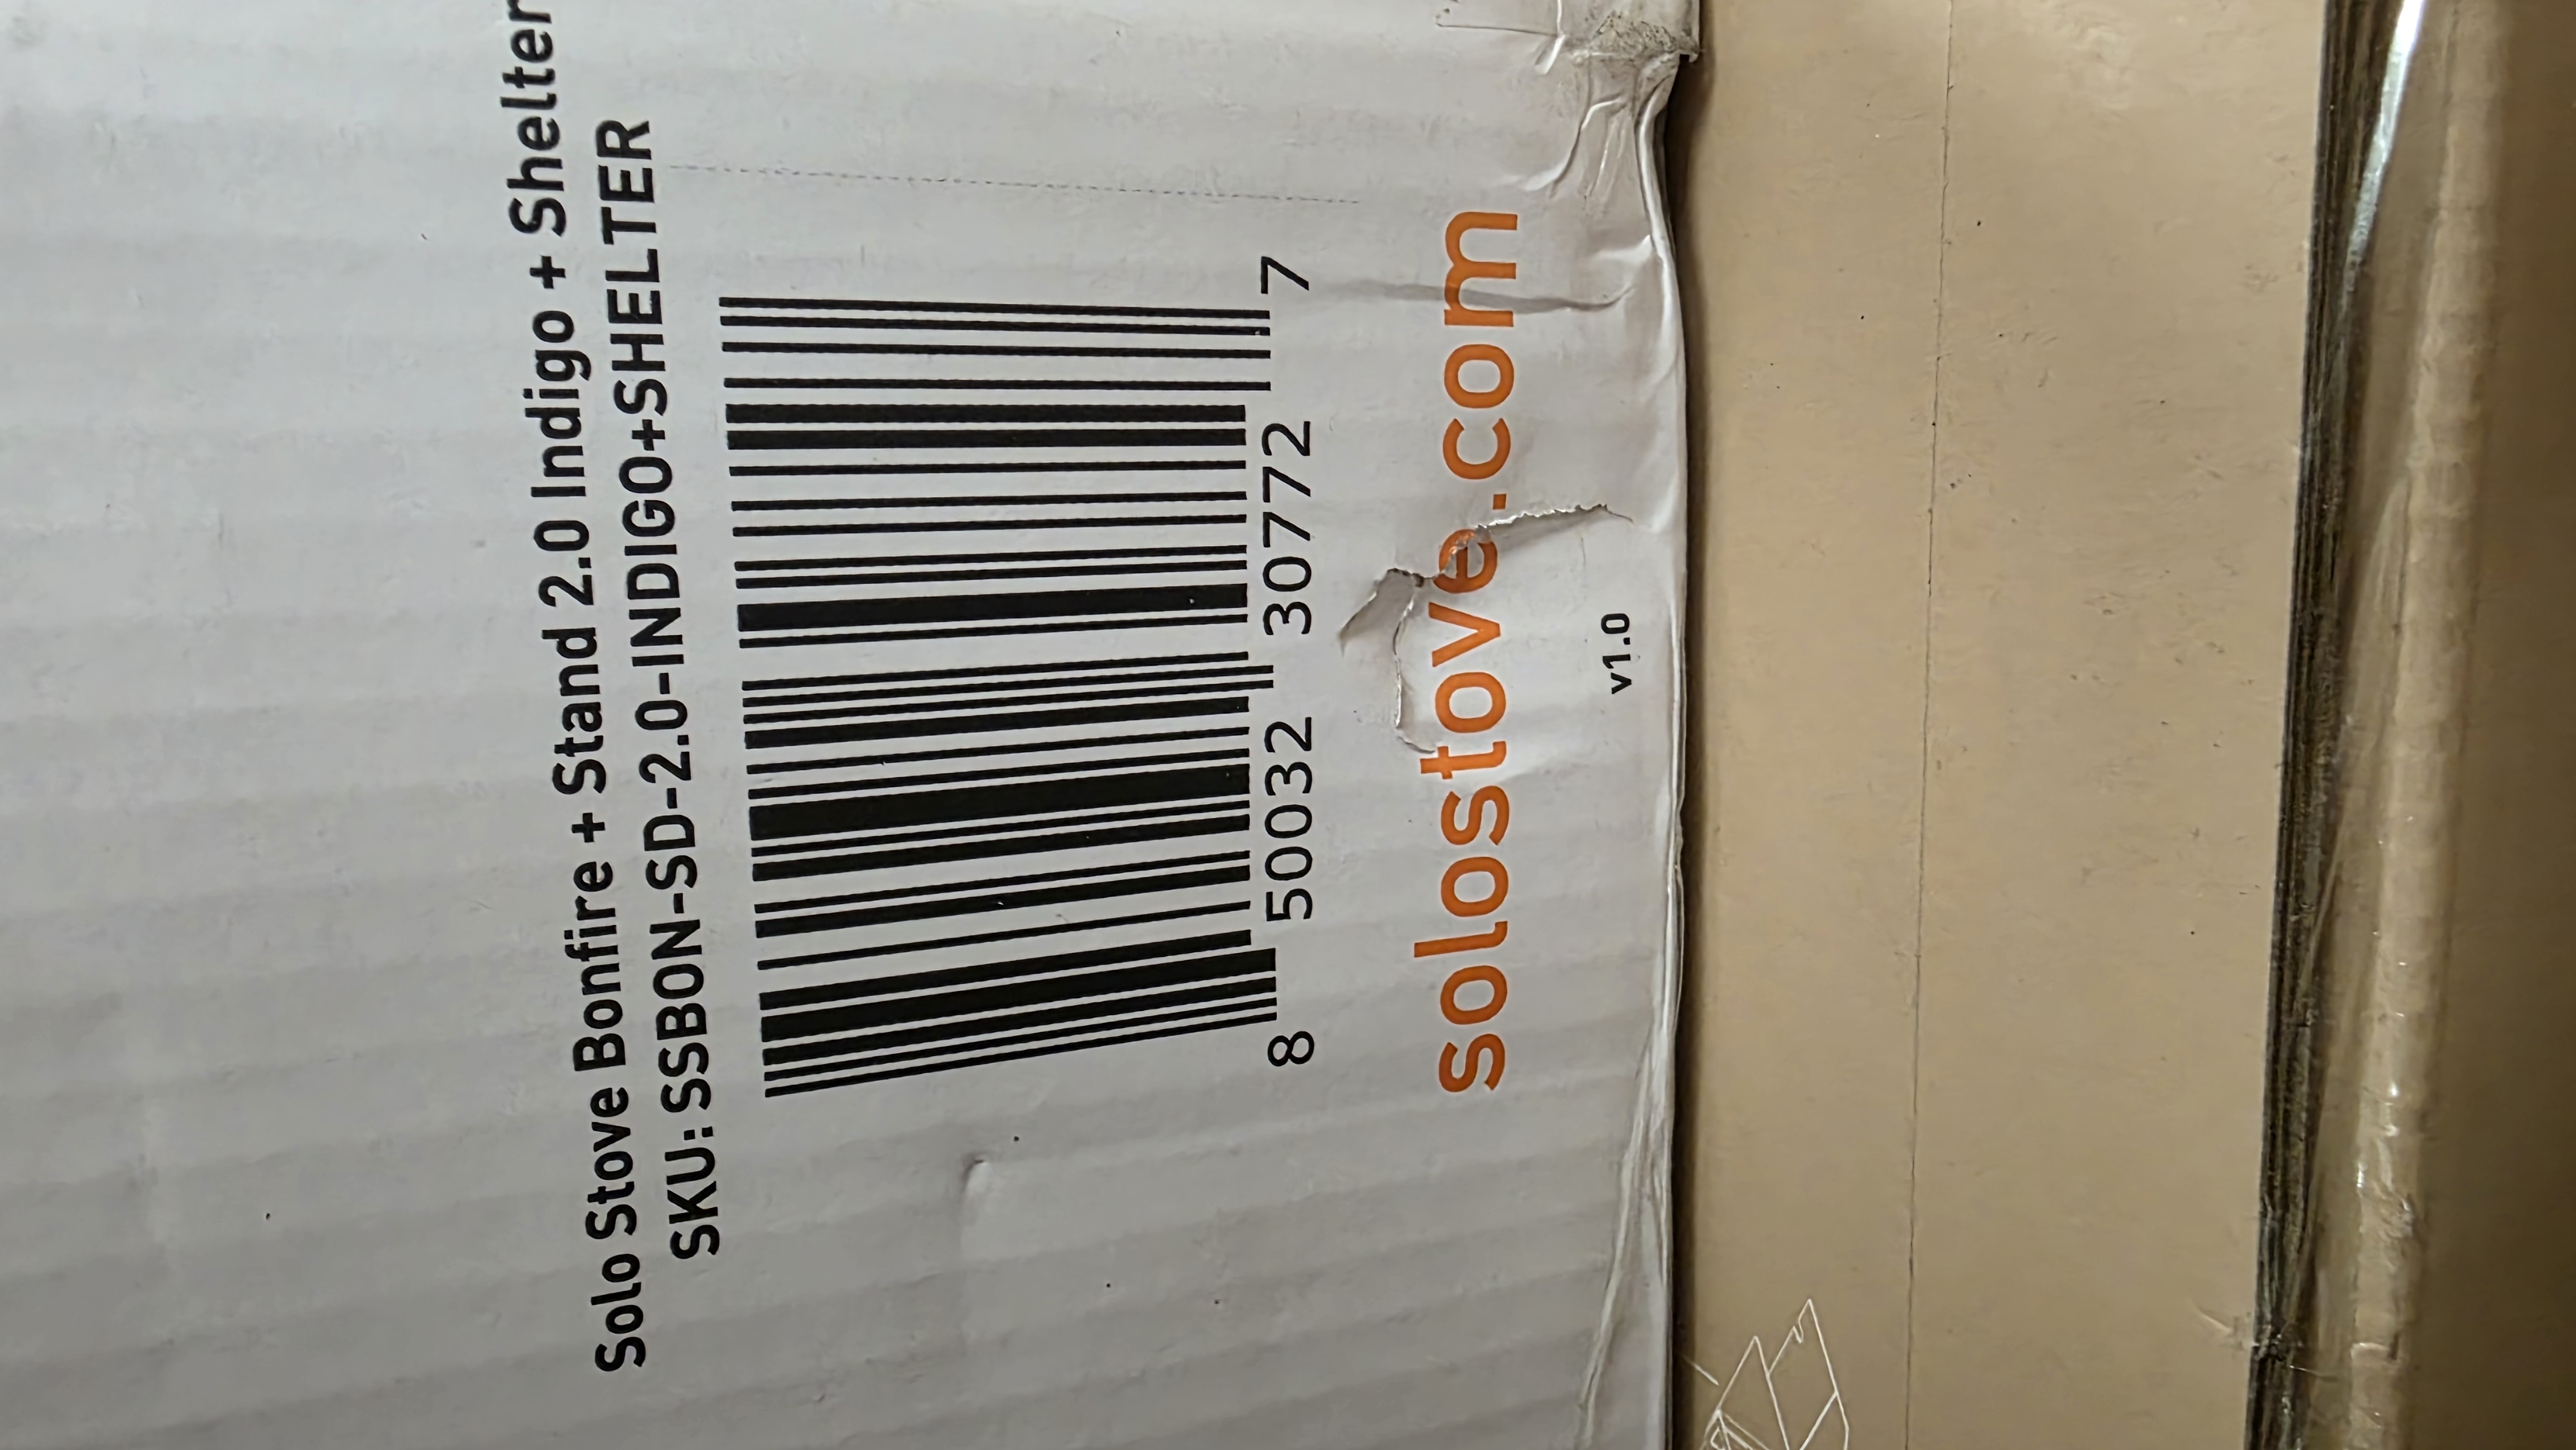 Solo Stove Bonfire + Stand 2.0 Indigo + Shelter
SKU: SSBON-SD-2.0-INDIGO+SHELTER
8 50032 30772 7
solostove.com
v1.0